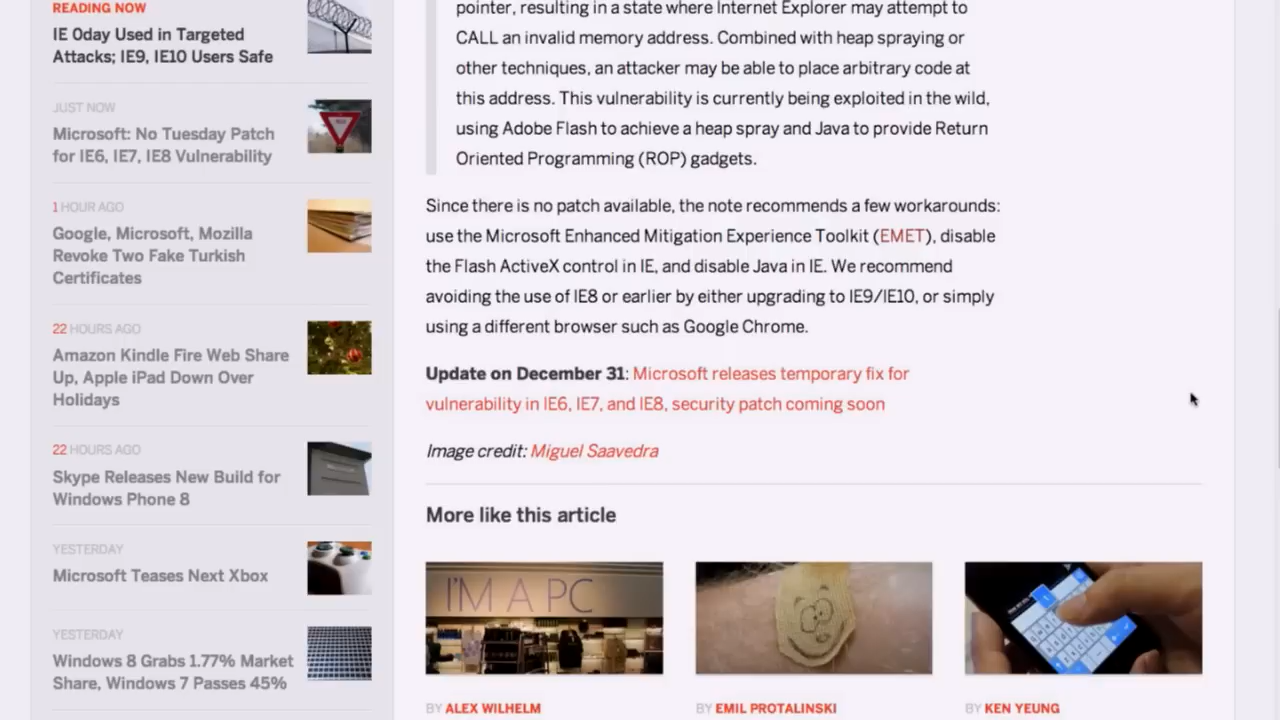 READING NOW
IE 0day Used in Targeted
Attacks; IE9, IE10 Users Safe
JUST NOW
Microsoft: No Tuesday Patch
for IE6, IE7, IE8 Vulnerability
1 HOUR AGO
Google, Microsoft, Mozilla
Revoke Two Fake Turkish
Certificates
22 HOURS AGO
Amazon Kindle Fire Web Share
Up, Apple iPad Down Over
Holidays
22 HOURS AGO
Skype Releases New Build for
Windows Phone 8
YESTERDAY
Microsoft Teases Next Xbox
YESTERDAY
Windows 8 Grabs 1.77% Market
Share, Windows 7 Passes 45%
pointer, resulting in a state where Internet Explorer may attempt to
CALL an invalid memory address. Combined with heap spraying or
other techniques, an attacker may be able to place arbitrary code at
this address. This vulnerability is currently being exploited in the wild,
using Adobe Flash to achieve a heap spray and Java to provide Return
Oriented Programming (ROP) gadgets.
Since there is no patch available, the note recommends a few workarounds:
use the Microsoft Enhanced Mitigation Experience Toolkit (EMET), disable
the Flash ActiveX control in IE, and disable Java in IE. We recommend
avoiding the use of IE8 or earlier by either upgrading to IE9/IE10, or simply
using a different browser such as Google Chrome.
Update on December 31: Microsoft releases temporary fix for
vulnerability in IE6, IE7, and IE8, security patch coming soon
Image credit: Miguel Saavedra
More like this article
I'M A PC
BY ALEX WILHELM
BY EMIL PROTALINSKI
BY KEN YEUNG